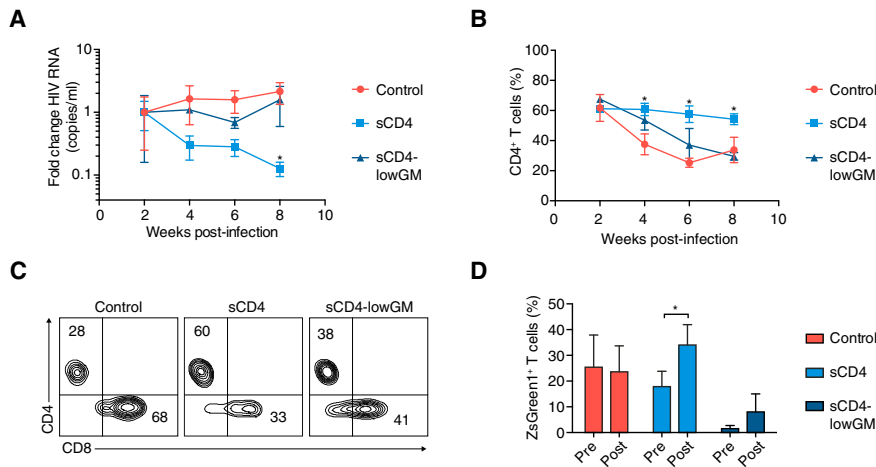 A
Fold change HIV RNA
(copies/ml)
10
1
0.1
0
2
4
6
8
10
*
Weeks post-infection
Control
sCD4
sCD4-
lowGM
B
CD4+ T cells (%)
100
80
60
40
20
0
0
2
4
6
8
10
*
*
*
Weeks post-infection
Control
sCD4
sCD4-
lowGM
C
Control
sCD4
sCD4-lowGM
28
68
60
33
38
41
CD4
CD8
D
ZsGreen1+ T cells (%)
50
40
30
20
10
0
*
Pre
Post
Pre
Post
Pre
Post
Control
sCD4
sCD4-
lowGM